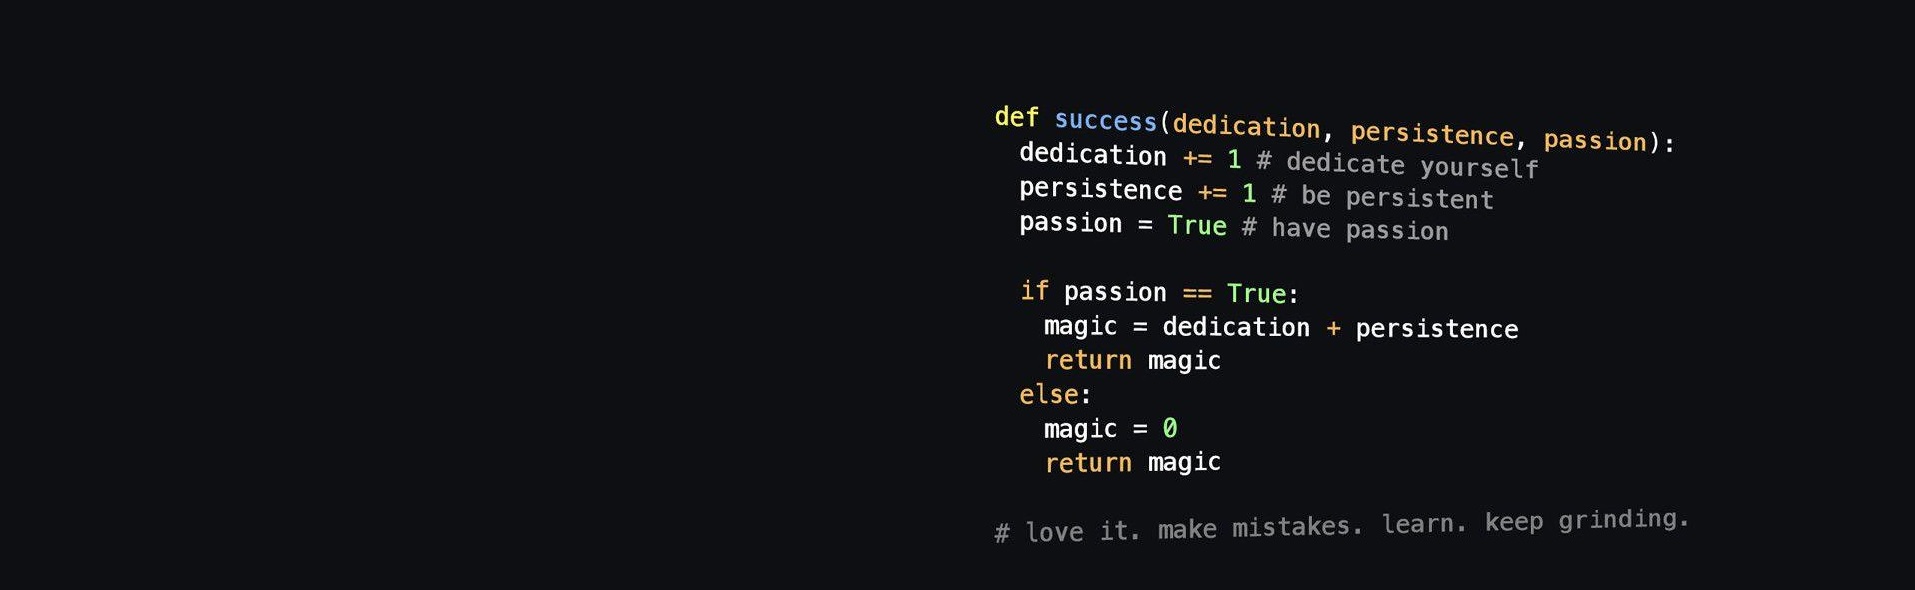 def success(dedication, persistence, passion):
  dedication += 1 # dedicate yourself
  persistence += 1 # be persistent
  passion = True # have passion

  if passion == True:
    magic = dedication + persistence
    return magic
  else:
    magic = 0
    return magic

# love it. make mistakes. learn. keep grinding.